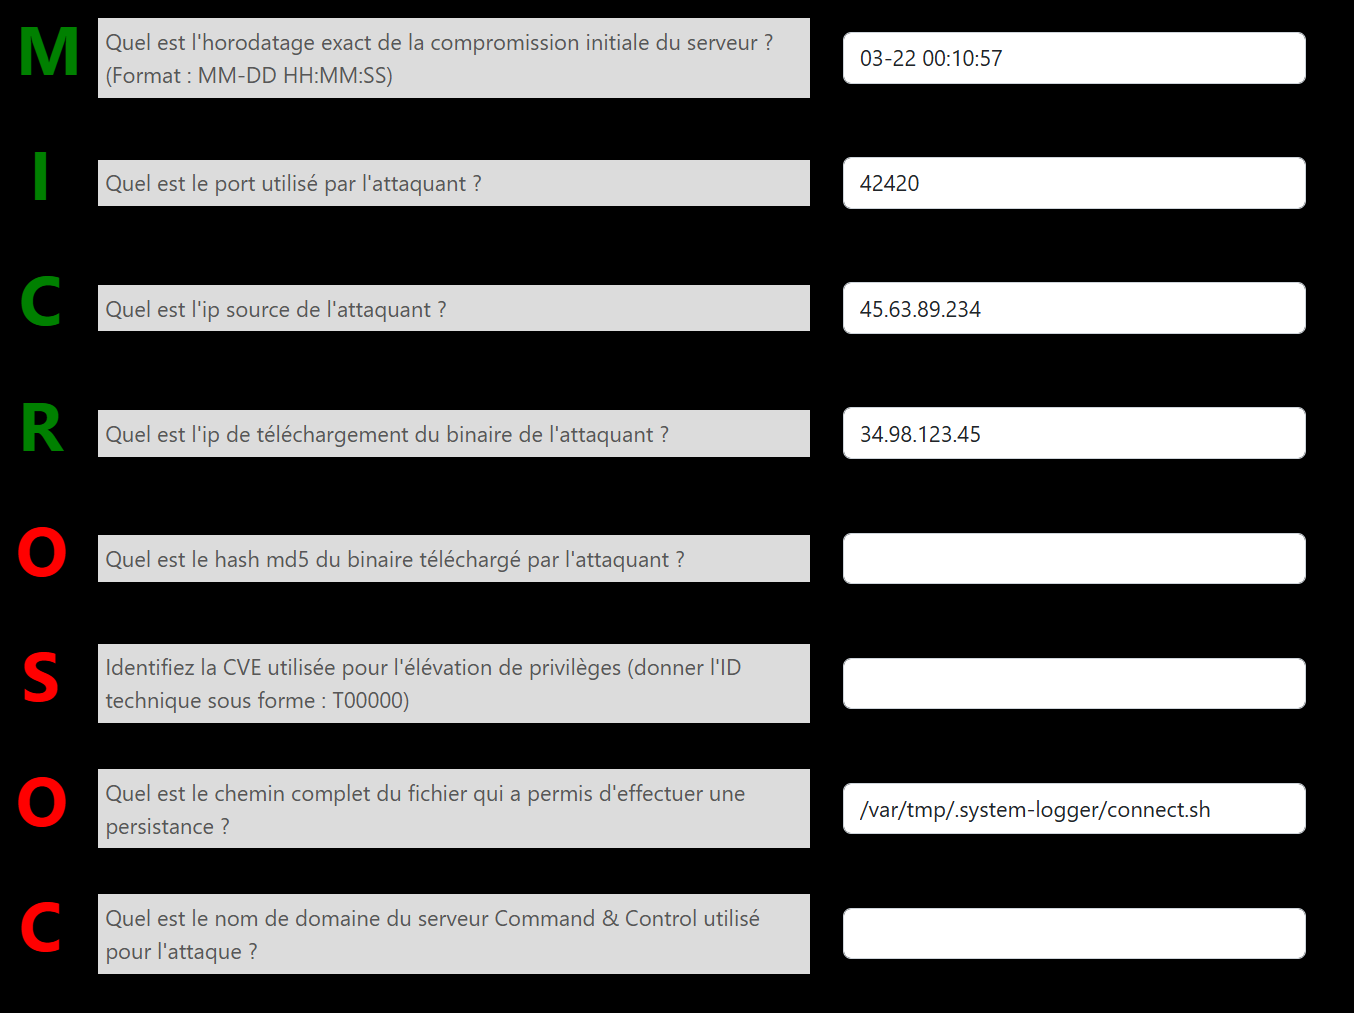 M
Quel est l'horodatage exact de la compromission initiale du serveur ?
(Format : MM-DD HH:MM:SS)
03-22 00:10:57
I
Quel est le port utilisé par l'attaquant ?
42420
C
Quel est l'ip source de l'attaquant ?
45.63.89.234
R
Quel est l'ip de téléchargement du binaire de l'attaquant ?
34.98.123.45
O
Quel est le hash md5 du binaire téléchargé par l'attaquant ?
S
Identifiez la CVE utilisée pour l'élévation de privilèges (donner l'ID
technique sous forme : T00000)
O
Quel est le chemin complet du fichier qui a permis d'effectuer une
persistance ?
/var/tmp/.system-logger/connect.sh
C
Quel est le nom de domaine du serveur Command & Control utilisé
pour l'attaque ?